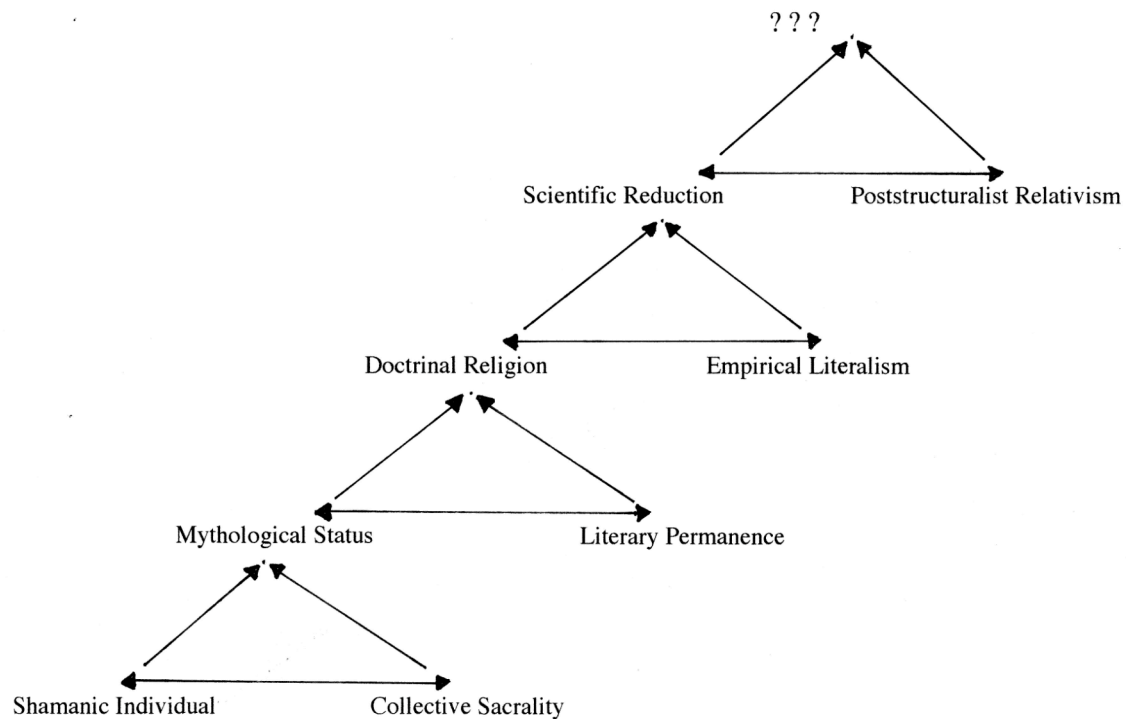 ? ? ?
Scientific Reduction
Poststructuralist Relativism
Doctrinal Religion
Empirical Literalism
Mythological Status
Literary Permanence
Shamanic Individual
Collective Sacrality